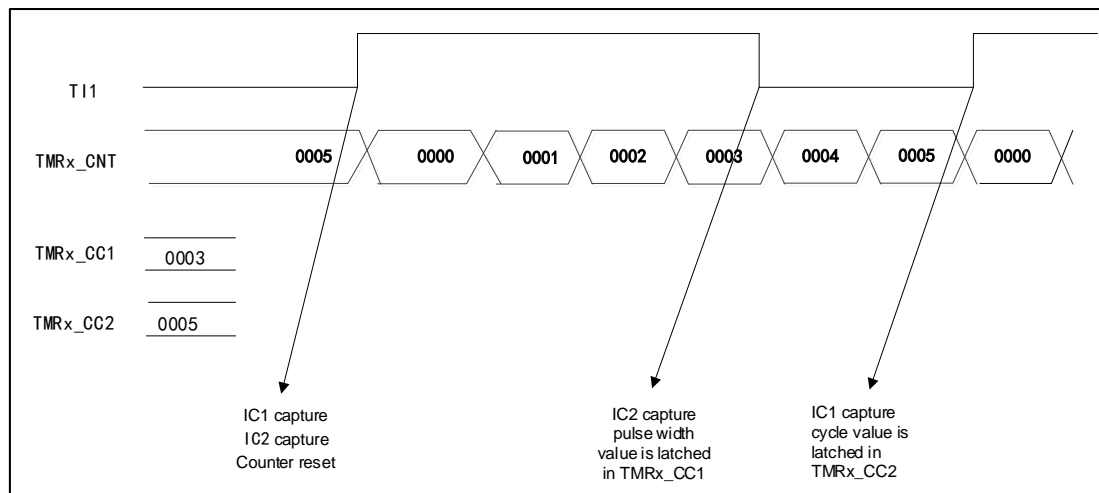 TI1
TMRx_CNT
0005 0000 0001 0002 0003 0004 0005 0000
TMRx_CC1
0003
TMRx_CC2
0005
IC1 capture
IC2 capture
Counter reset
IC2 capture
pulse width
value is latched
in TMRx_CC1
IC1 capture
cycle value is
latched in
TMRx_CC2